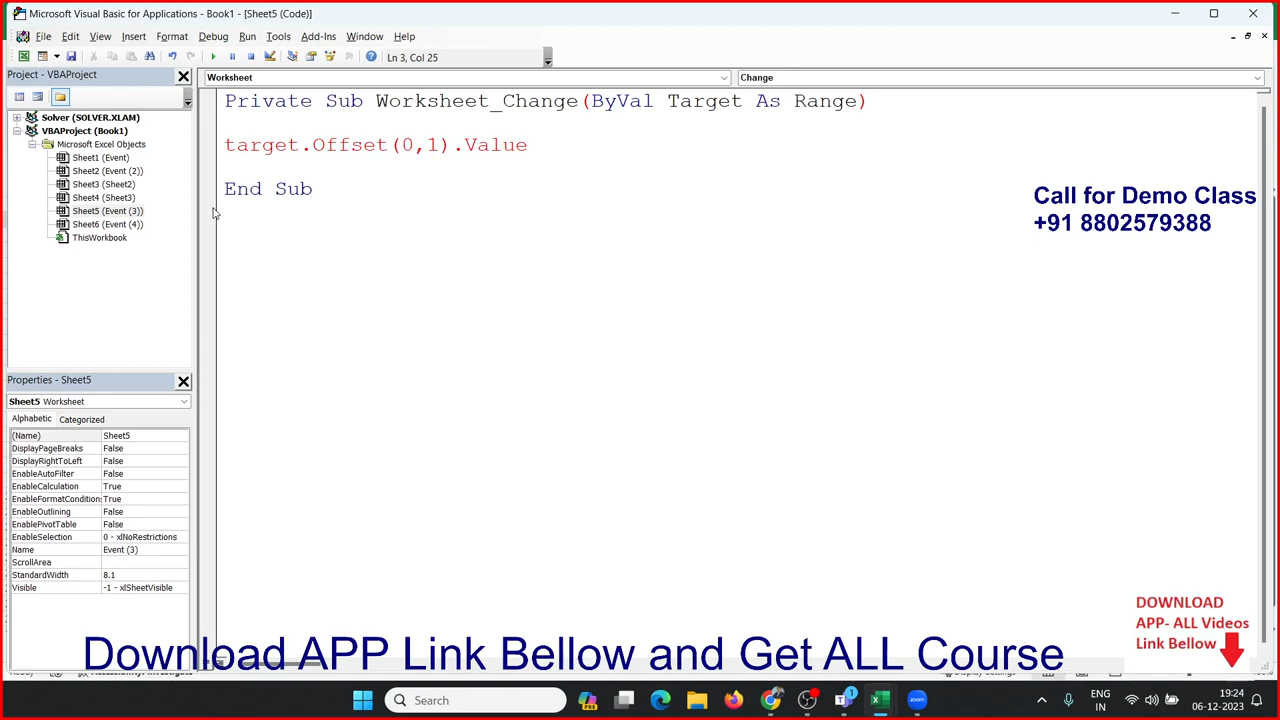 Microsoft Visual Basic for Applications - Book1 - [Sheet5 (Code)]
File Edit View Insert Format Debug Run Tools Add-Ins Window Help
Ln 3, Col 25
Project - VBAProject
Worksheet
Change
Solver (SOLVER.XLAM)
VBAProject (Book1)
Microsoft Excel Objects
Sheet1 (Event)
Sheet2 (Event (2))
Sheet3 (Sheet2)
Sheet4 (Sheet3)
Sheet5 (Event (3))
Sheet6 (Event (4))
ThisWorkbook
Private Sub Worksheet_Change(ByVal Target As Range)
target.Offset(0,1).Value
End Sub
Call for Demo Class
+91 8802579388
Properties - Sheet5
Sheet5 Worksheet
Alphabetic Categorized
(Name) Sheet5
DisplayPageBreaks False
DisplayRightToLeft False
EnableAutoFilter False
EnableCalculation True
EnableFormatConditions True
EnableOutlining False
EnablePivotTable False
EnableSelection 0 - xlNoRestrictions
Name Event (3)
ScrollArea
StandardWidth 8.1
Visible -1 - xlSheetVisible
DOWNLOAD
APP- ALL Videos
Link Bellow
Download APP Link Bellow and Get ALL Course
Search
PRE
1
ENG
IN
19:24
06-12-2023